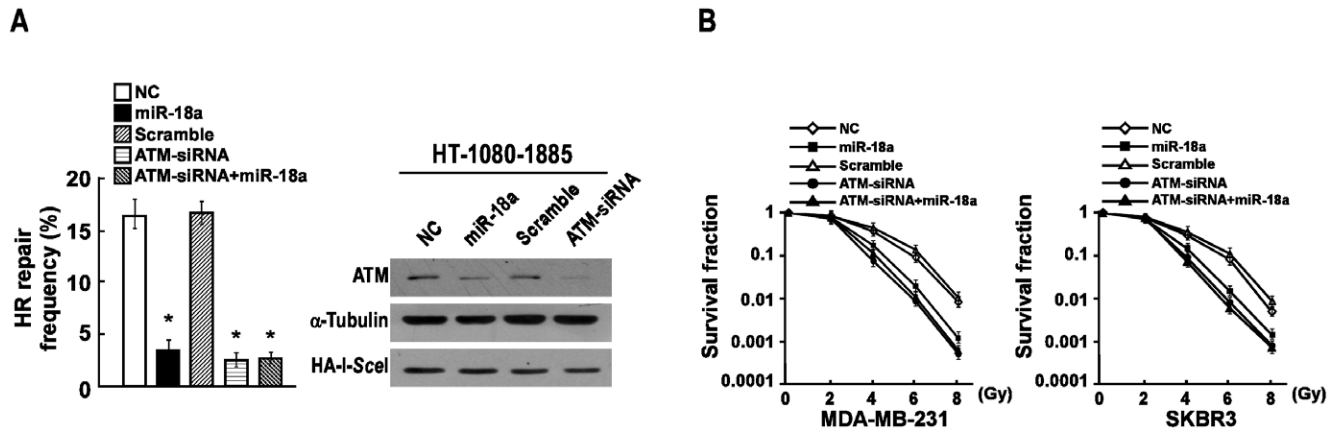 A
B
NC
miR-18a
Scramble
ATM-siRNA
ATM-siRNA+miR-18a
HR repair
frequency (%)
20
15
10
5
0
HT-1080-1885
NC
miR-18a
Scramble
ATM-siRNA
ATM
α-Tubulin
HA-I-SceI
NC
miR-18a
Scramble
ATM-siRNA
ATM-siRNA+miR-18a
Survival fraction
1
0.1
0.01
0.001
0.0001
0 2 4 6 8 (Gy)
MDA-MB-231
NC
miR-18a
Scramble
ATM-siRNA
ATM-siRNA+miR-18a
Survival fraction
1
0.1
0.01
0.001
0.0001
0 2 4 6 8 (Gy)
SKBR3
* * *